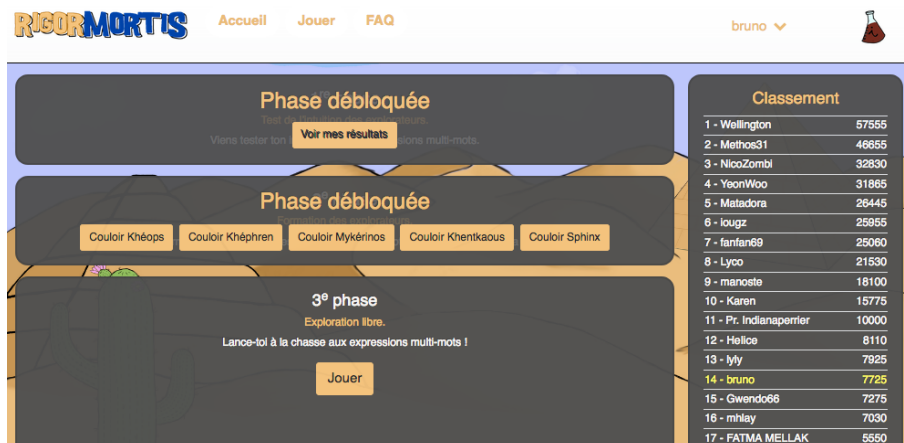 RIGORMORTIS
Accueil Jouer FAQ
bruno
Phase débloquée
Voir mes résultats
Phase débloquée
Formation des explorateurs.
Couloir Khéops Couloir Khéphren Couloir Mykérinos Couloir Khentkaous Couloir Sphinx
3e phase
Exploration libre.
Lance-toi à la chasse aux expressions multi-mots !
Jouer
Classement
1 - Wellington 57555
2 - Methos31 46655
3 - NicoZombi 32830
4 - YeonWoo 31865
5 - Matadora 26445
6 - lougz 25955
7 - fanfan69 25060
8 - Lyco 21530
9 - manoste 18100
10 - Karen 15775
11 - Pr. Indianaperrier 10000
12 - Helice 8110
13 - lyly 7925
14 - bruno 7725
15 - Gwendo66 7275
16 - mhlay 7030
17 - FATMA MELLAK 5550